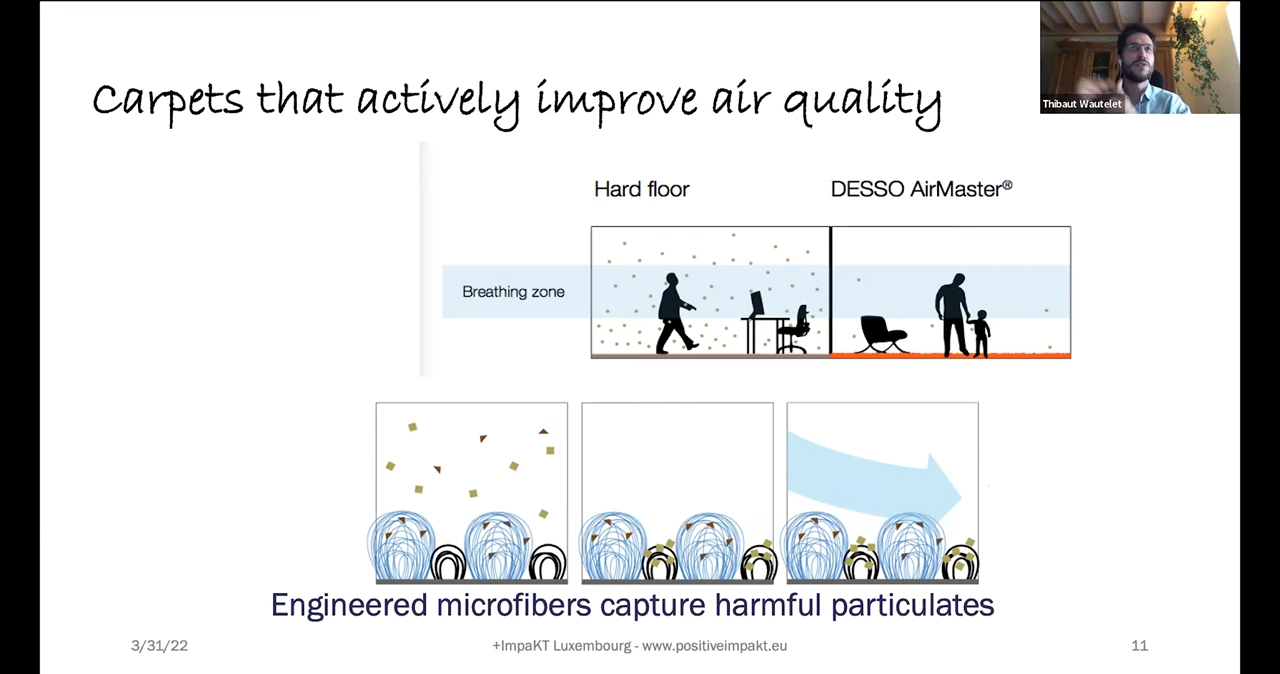 Carpets that actively improve air quality
Thibaut Wautelet
Hard floor
DESSO AirMaster®
Breathing zone
Engineered microfibers capture harmful particulates
3/31/22
+ImpaKT Luxembourg - www.positiveimpakt.eu
11